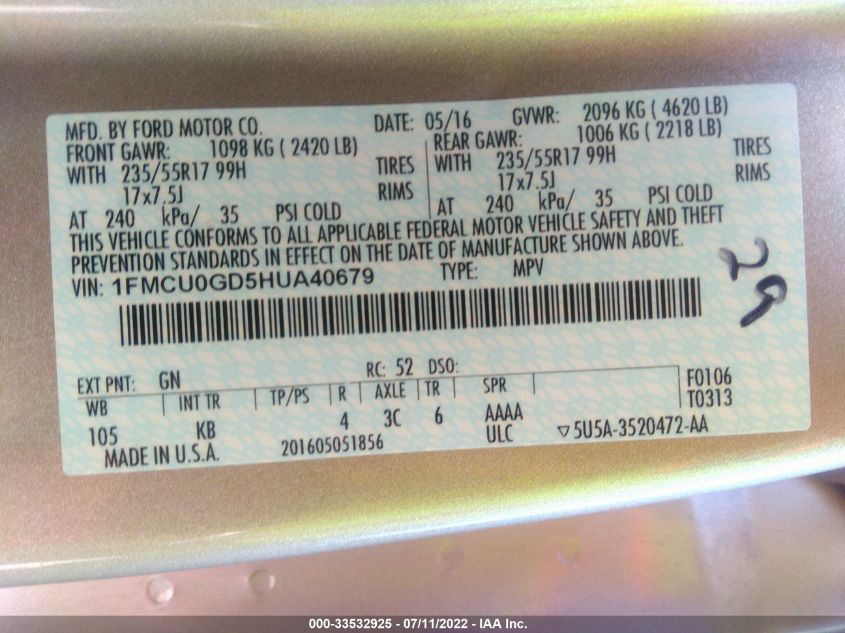 MFD. BY FORD MOTOR CO. DATE: 05/16 GVWR: 2096 KG ( 4620 LB)
FRONT GAWR: 1098 KG ( 2420 LB) REAR GAWR: 1006 KG ( 2218 LB)
WITH 235/55R17 99H TIRES WITH 235/55R17 99H TIRES
17x7.5J RIMS 17x7.5J RIMS
AT 240 kPa/ 35 PSI COLD AT 240 kPa/ 35 PSI COLD
THIS VEHICLE CONFORMS TO ALL APPLICABLE FEDERAL MOTOR VEHICLE SAFETY AND THEFT
PREVENTION STANDARDS IN EFFECT ON THE DATE OF MANUFACTURE SHOWN ABOVE.
VIN: 1FMCU0GD5HUA40679 TYPE: MPV
29
EXT PNT: GN RC: 52 DSO:
WB INT TR TP/PS R AXLE TR SPR F0106
105 KB 4 3C 6 AAAA T0313
MADE IN U.S.A. 201605051856 ULC ▽5U5A-3520472-AA
000-33532925 - 07/11/2022 - IAA Inc.